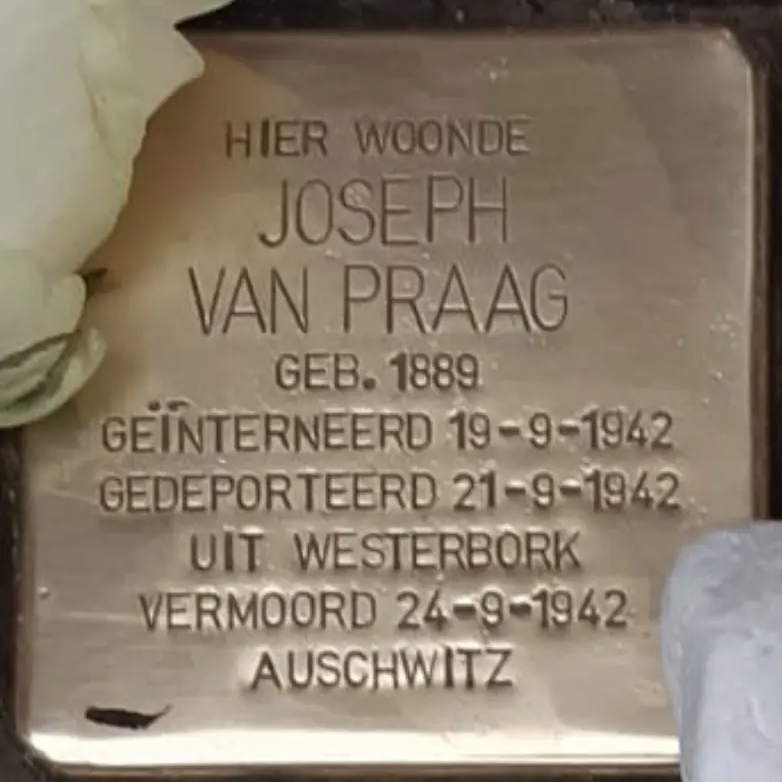 HIER WOONDE
JOSEPH
VAN PRAAG
GEB. 1889
GEÏNTERNEERD 19-9-1942
GEDEPORTEERD 21-9-1942
UIT WESTERBORK
VERMOORD 24-9-1942
AUSCHWITZ